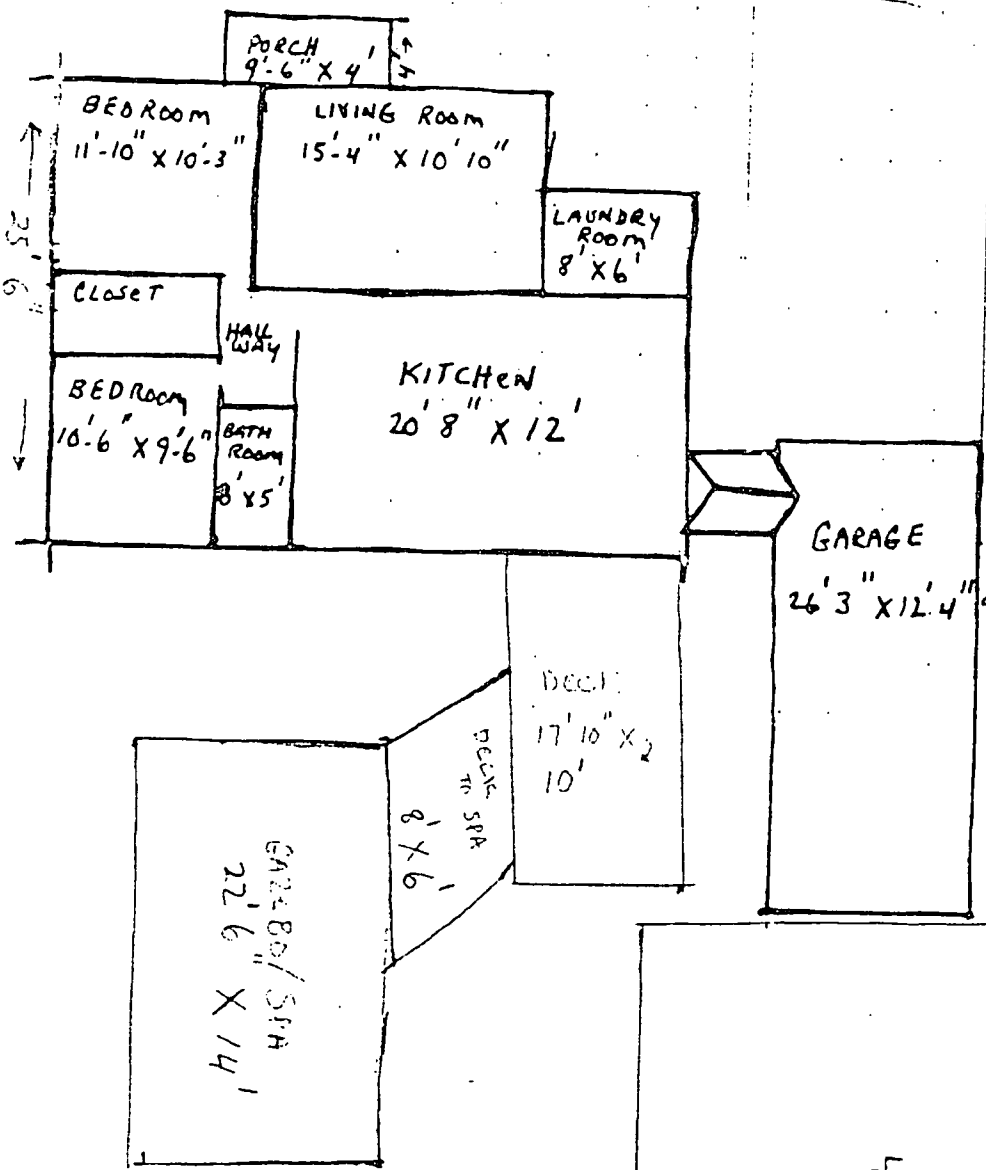 PORCH
9'-6" X 4'
4'
BEDROOM
11'-10" X 10'-3"
LIVING ROOM
15'-4" X 10'10"
LAUNDRY
ROOM
8' X 6'
25' 6"
CLOSET
HALL
WAY
KITCHEN
20' 8" X 12'
BEDROOM
10'-6" X 9'-6"
BATH
ROOM
8' X 5'
GARAGE
26' 3" X 12'.4"
DECK
17' 10" X
10'
DECK
TO SPA
8' X 6'
GAZEBO/SPA
22' 6" X 14'